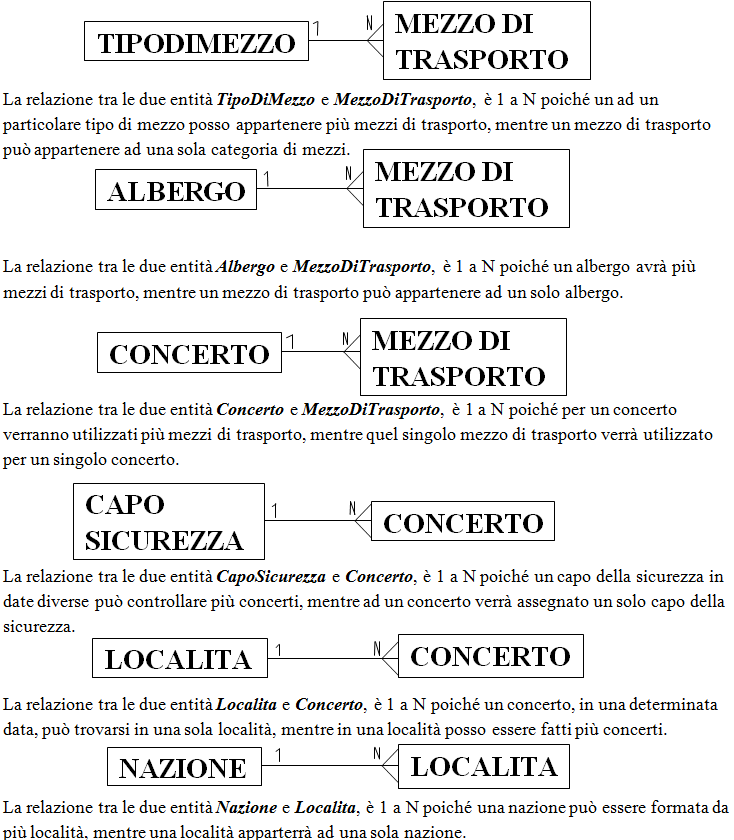 TIPODIMEZZO 1 N MEZZO DI
TRASPORTO
La relazione tra le due entità TipoDiMezzo e MezzoDiTrasporto, è 1 a N poiché un ad un
particolare tipo di mezzo posso appartenere più mezzi di trasporto, mentre un mezzo di trasporto
può appartenere ad una sola categoria di mezzi.
ALBERGO 1 N MEZZO DI
TRASPORTO
La relazione tra le due entità Albergo e MezzoDiTrasporto, è 1 a N poiché un albergo avrà più
mezzi di trasporto, mentre un mezzo di trasporto può appartenere ad un solo albergo.
CONCERTO 1 N MEZZO DI
TRASPORTO
La relazione tra le due entità Concerto e MezzoDiTrasporto, è 1 a N poiché per un concerto
verranno utilizzati più mezzi di trasporto, mentre quel singolo mezzo di trasporto verrà utilizzato
per un singolo concerto.
CAPO
SICUREZZA 1 N CONCERTO
La relazione tra le due entità CapoSicurezza e Concerto, è 1 a N poiché un capo della sicurezza in
date diverse può controllare più concerti, mentre ad un concerto verrà assegnato un solo capo della
sicurezza.
LOCALITA 1 N CONCERTO
La relazione tra le due entità Localita e Concerto, è 1 a N poiché un concerto, in una determinata
data, può trovarsi in una sola località, mentre in una località posso essere fatti più concerti.
NAZIONE 1 N LOCALITA
La relazione tra le due entità Nazione e Localita, è 1 a N poiché una nazione può essere formata da
più località, mentre una località apparterrà ad una sola nazione.